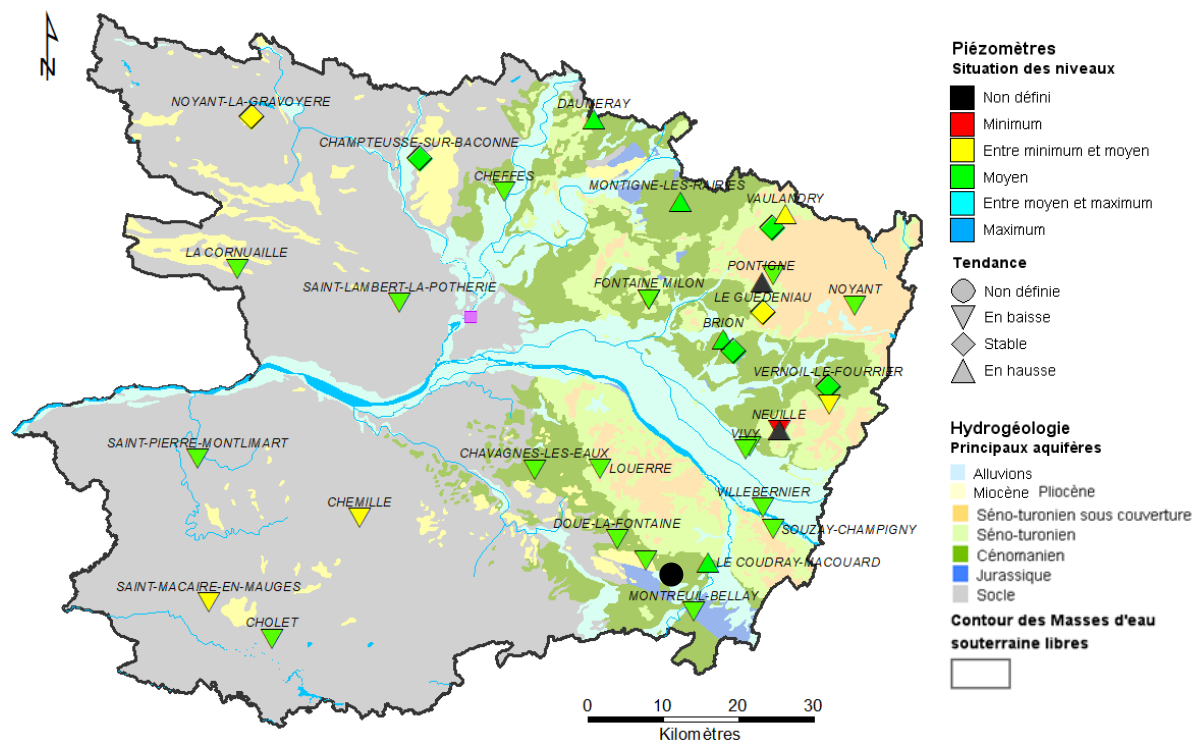 N
NOYANT-LA-GRAVOYERE
DAUMERAY
CHAMPTEUSSE-SUR-BACONNE
CHEFFES
MONTIGNE-LES-RAIRIES
VAULANDRY
LA CORNUAILLE
SAINT-LAMBERT-LA-POTHERIE
FONTAINE MILON
PONTIGNE
LE GUEDENIAU
NOYANT
BRION
VERNOIL-LE-FOURRIER
NEUILLE
VIVY
SAINT-PIERRE-MONTLIMART
CHAVAGNES-LES-EAUX
LOUERRE
CHEMILLE
VILLEBERNIER
DOUE-LA-FONTAINE
SOUZAY-CHAMPIGNY
LE COUDRAY-MACOUARD
SAINT-MACAIRE-EN-MAUGES
MONTREUIL-BELLAY
CHOLET
0 10 20 30
Kilomètres
Piézomètres
Situation des niveaux
Non défini
Minimum
Entre minimum et moyen
Moyen
Entre moyen et maximum
Maximum
Tendance
Non définie
En baisse
Stable
En hausse
Hydrogéologie
Principaux aquifères
Alluvions
Miocène Pliocène
Séno-turonien sous couverture
Séno-turonien
Cénomanien
Jurassique
Socle
Contour des Masses d'eau
souterraine libres